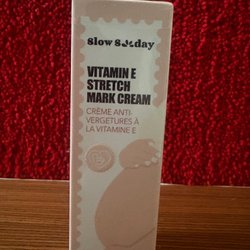 slow sunday
VITAMIN E
STRETCH
MARK CREAM
CRÈME ANTI-
VERGETURES À
LA VITAMINE E